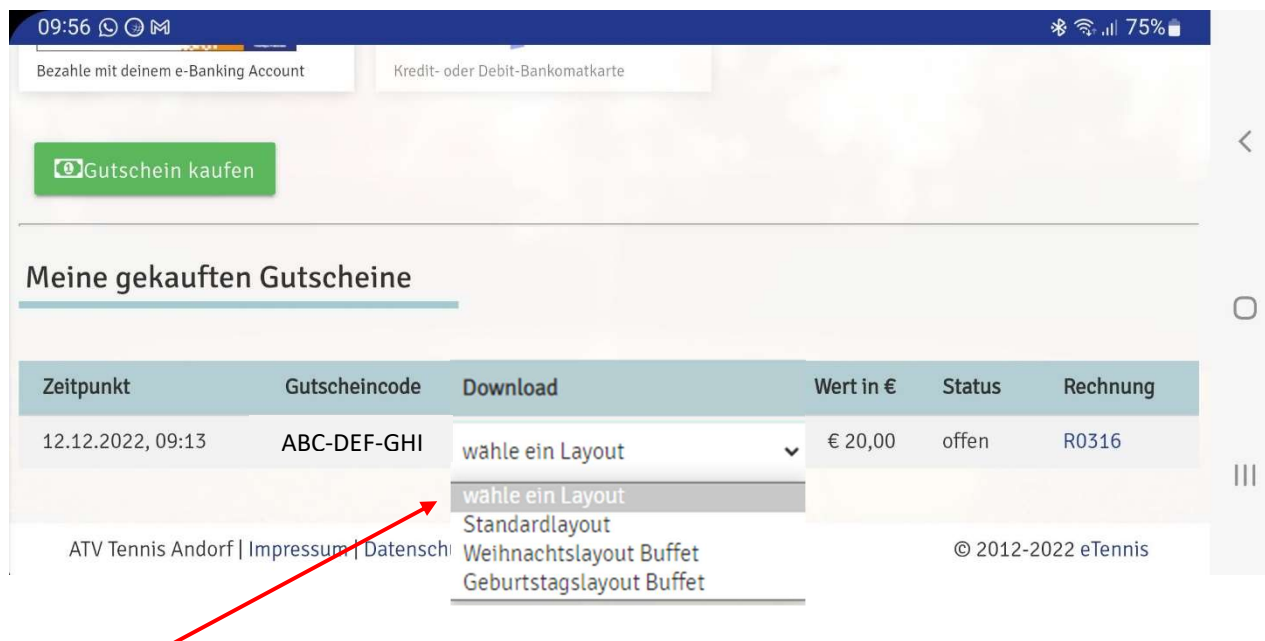 09:56 75%
Bezahle mit deinem e-Banking Account Kredit- oder Debit-Bankomatkarte
Gutschein kaufen
Meine gekauften Gutscheine
Zeitpunkt Gutscheincode Download Wert in € Status Rechnung
12.12.2022, 09:13 ABC-DEF-GHI wähle ein Layout € 20,00 offen R0316
wähle ein Layout
Standardlayout
ATV Tennis Andorf | Impressum | Datensch Weihnachtslayout Buffet © 2012-2022 eTennis
Geburtstagslayout Buffet